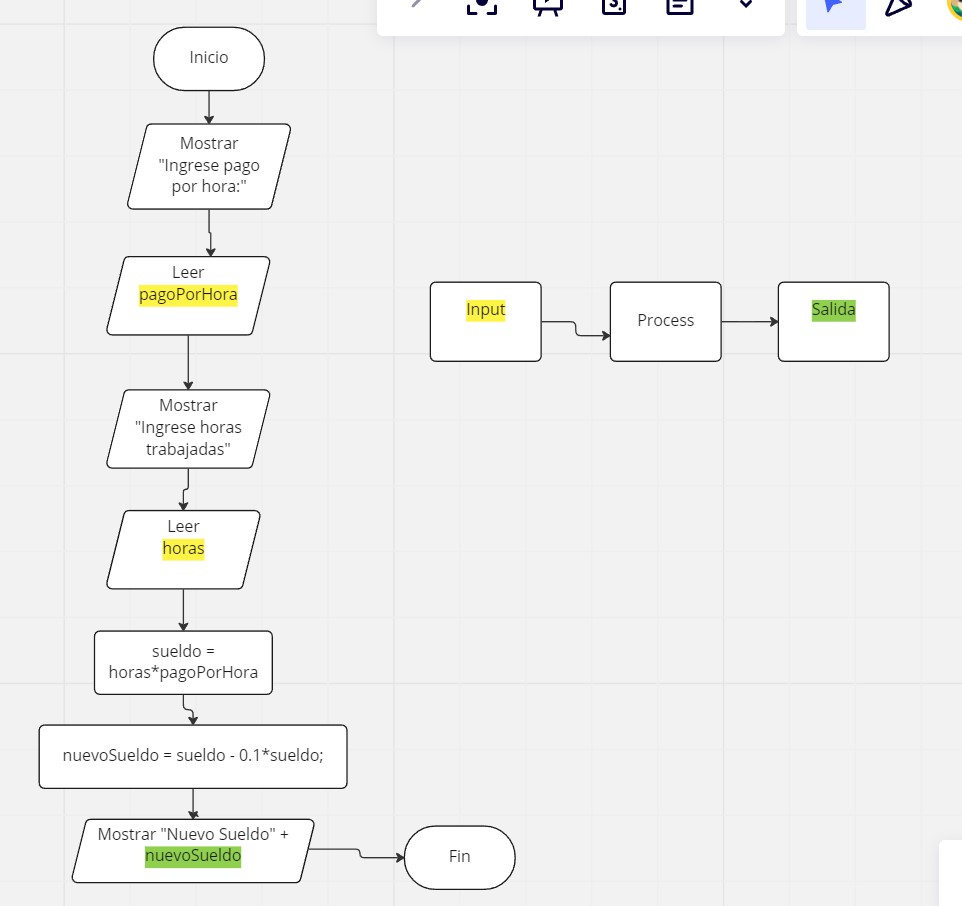 Inicio
Mostrar
"Ingrese pago
por hora:"
Leer
pagoPorHora
Mostrar
"Ingrese horas
trabajadas"
Leer
horas
sueldo =
horas*pagoPorHora
nuevoSueldo = sueldo - 0.1*sueldo;
Mostrar "Nuevo Sueldo" +
nuevoSueldo
Fin
Input
Process
Salida